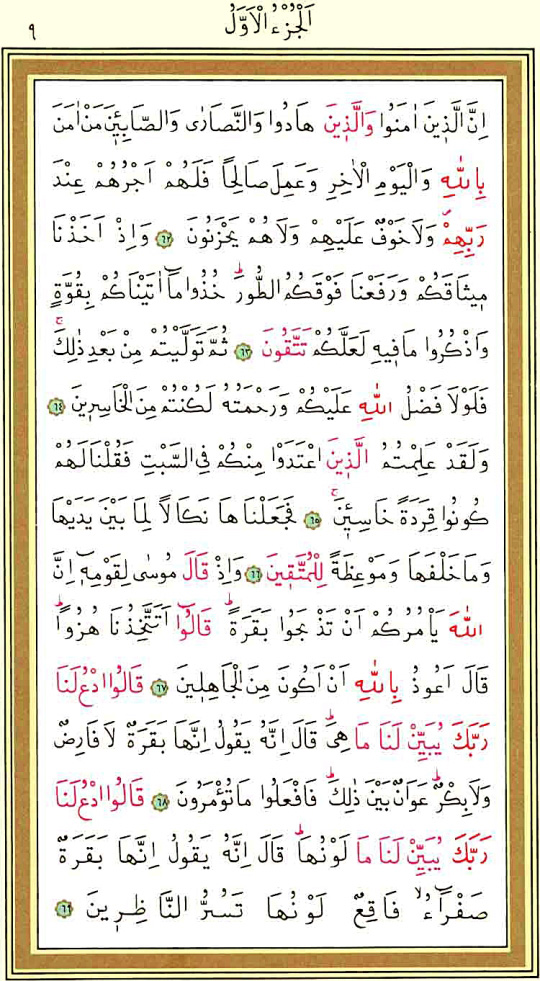 اَلْجُزْءُ الْاَوَّلُ
٩
اِنَّ الَّذ۪ينَ اٰمَنُوا وَالَّذ۪ينَ هَادُوا وَالنَّصَارٰى وَالصَّابِـ۪ٔينَ مَنْ اٰمَنَ
بِاللّٰهِ وَالْيَوْمِ الْاٰخِرِ وَعَمِلَ صَالِحًا فَلَهُمْ اَجْرُهُمْ عِنْدَ
رَبِّهِمْۖ وَلَا خَوْفٌ عَلَيْهِمْ وَلَا هُمْ يَحْزَنُونَ ﴿٦٢﴾ وَاِذْ اَخَذْنَا
م۪يثَاقَكُمْ وَرَفَعْنَا فَوْقَكُمُ الطُّورَۜ خُذُوا مَٓا اٰتَيْنَاكُمْ بِقُوَّةٍ
وَاذْكُرُوا مَا ف۪يهِ لَعَلَّكُمْ تَتَّقُونَ ﴿٦٣﴾ ثُمَّ تَوَلَّيْتُمْ مِنْ بَعْدِ ذٰلِكَۚ
فَلَوْلَا فَضْلُ اللّٰهِ عَلَيْكُمْ وَرَحْمَتُهُ لَكُنْتُمْ مِنَ الْخَاسِر۪ينَ ﴿٦٤﴾
وَلَقَدْ عَلِمْتُمُ الَّذ۪ينَ اعْتَدَوْا مِنْكُمْ فِي السَّبْتِ فَقُلْنَا لَهُمْ
كُونُوا قِرَدَةً خَاسِـ۪ٔينَۚ ﴿٦٥﴾ فَجَعَلْنَاهَا نَكَالًا لِمَا بَيْنَ يَدَيْهَا
وَمَا خَلْفَهَا وَمَوْعِظَةً لِلْمُتَّق۪ينَ ﴿٦٦﴾ وَاِذْ قَالَ مُوسٰى لِقَوْمِه۪ٓ اِنَّ
اللّٰهَ يَأْمُرُكُمْ اَنْ تَذْبَحُوا بَقَرَةًۜ قَالُٓوا اَتَتَّخِذُنَا هُزُوًاۜ
قَالَ اَعُوذُ بِاللّٰهِ اَنْ اَكُونَ مِنَ الْجَاهِل۪ينَ ﴿٦٧﴾ قَالُوا ادْعُ لَنَا
رَبَّكَ يُبَيِّنْ لَنَا مَا هِيَۜ قَالَ اِنَّهُ يَقُولُ اِنَّهَا بَقَرَةٌ لَا فَارِضٌ
وَلَا بِكْرٌۜ عَوَانٌ بَيْنَ ذٰلِكَۜ فَافْعَلُوا مَا تُؤْمَرُونَ ﴿٦٨﴾ قَالُوا ادْعُ لَنَا
رَبَّكَ يُبَيِّنْ لَنَا مَا لَوْنُهَاۜ قَالَ اِنَّهُ يَقُولُ اِنَّهَا بَقَرَةٌ
صَفْرَٓاءُۙ فَاقِعٌ لَوْنُهَا تَسُرُّ النَّاظِر۪ينَ ﴿٦٩﴾